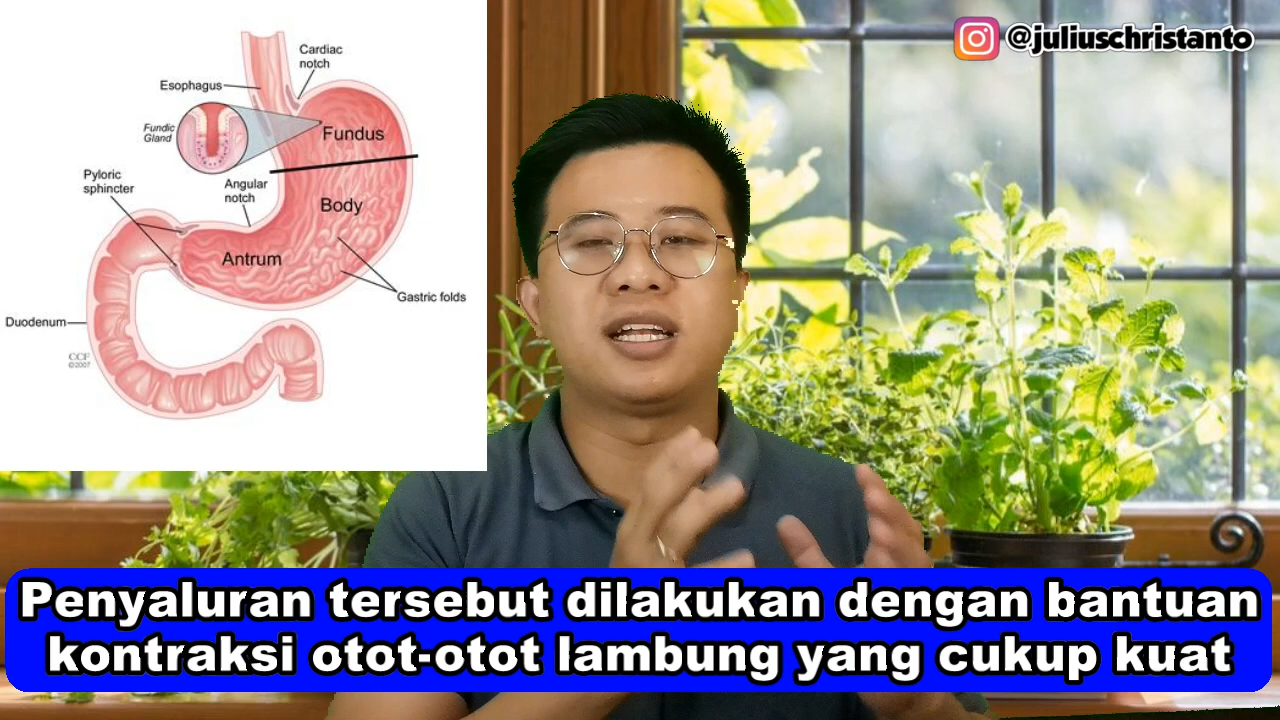 @juliuschristanto
Cardiac
notch
Esophagus
Fundic
Gland
Fundus
Pyloric
sphincter
Angular
notch
Body
Antrum
Gastric folds
Duodenum
CCF
©2007
Penyaluran tersebut dilakukan dengan bantuan
kontraksi otot-otot lambung yang cukup kuat